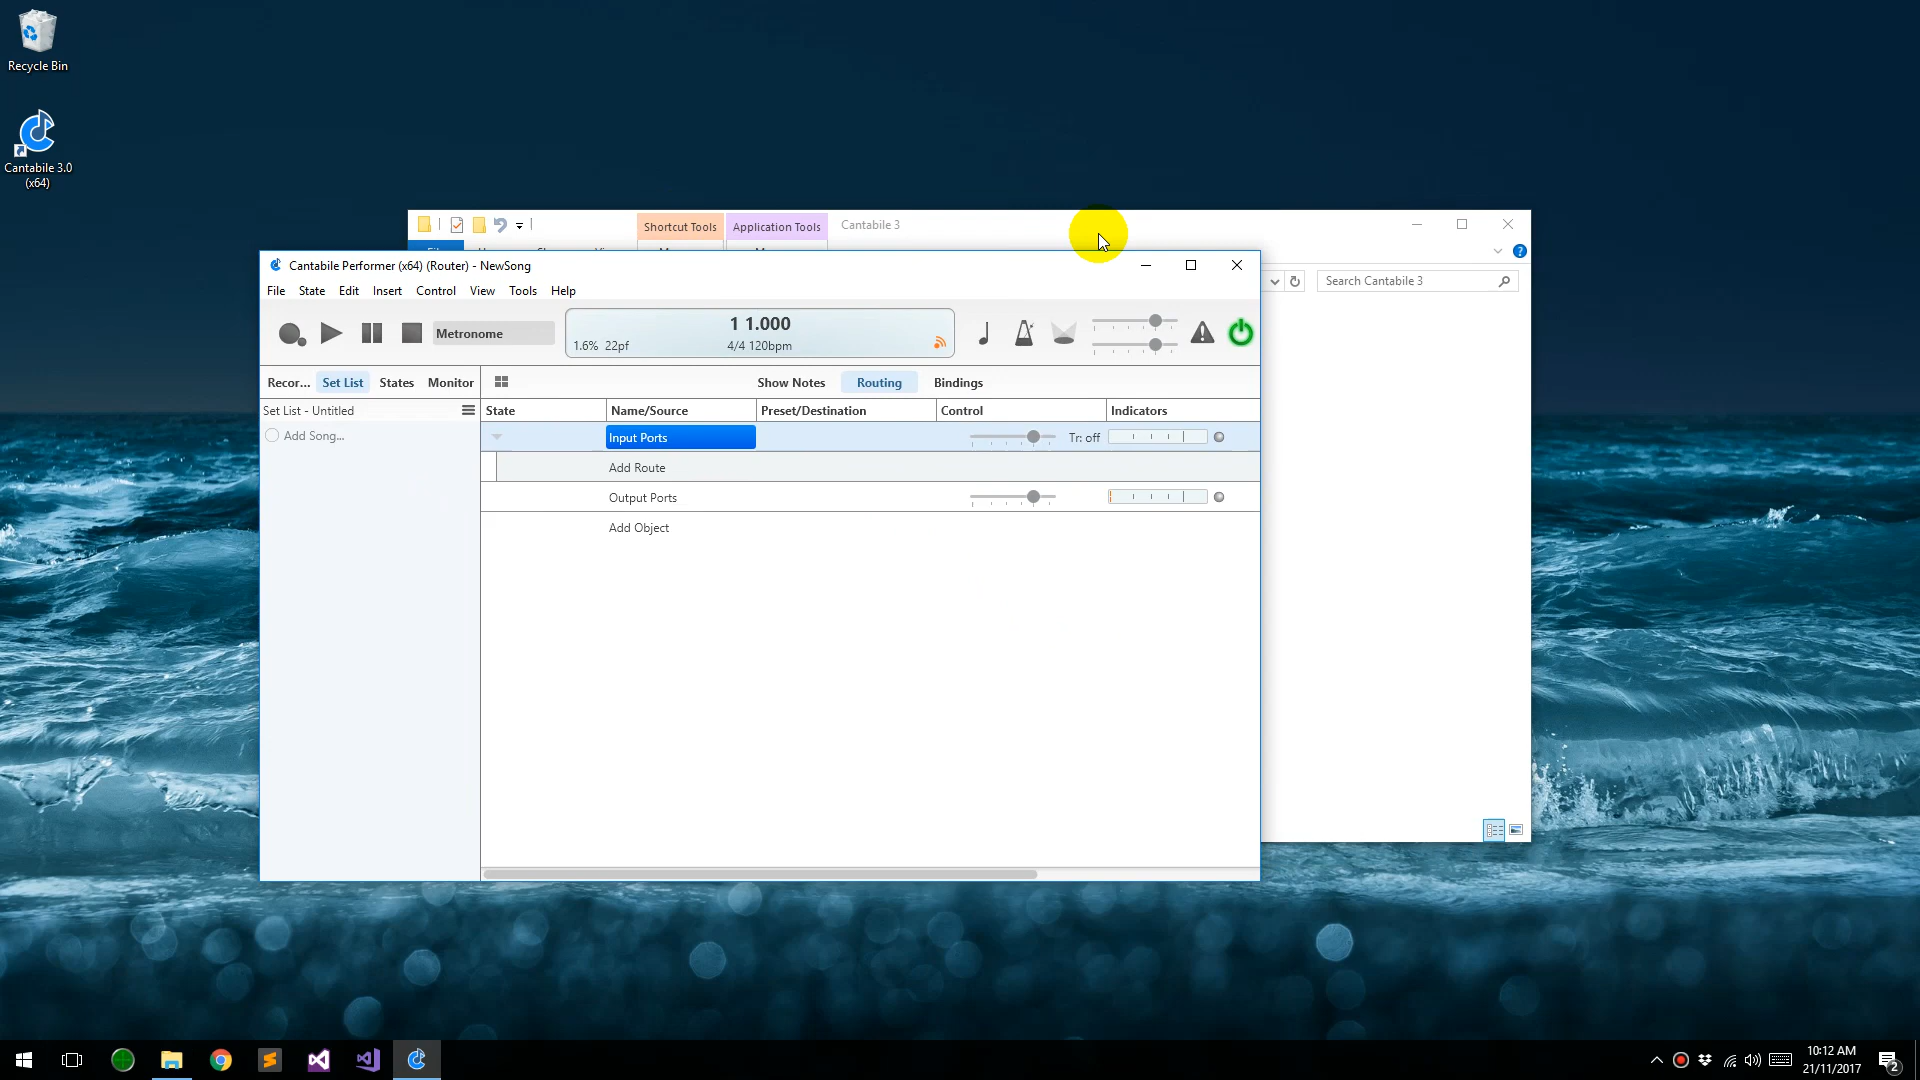 Recycle Bin
Cantabile 3.0
(x64)
Shortcut Tools
Application Tools
Cantabile 3
Search Cantabile 3
Cantabile Performer (x64) (Router) - NewSong
File State Edit Insert Control View Tools Help
Metronome
1 1.000
1.6% 22pf
4/4 120bpm
Recor... Set List States Monitor
Show Notes Routing Bindings
Set List - Untitled
State Name/Source Preset/Destination Control Indicators
Add Song...
Input Ports
Tr: off
Add Route
Output Ports
Add Object
10:12 AM
21/11/2017
2